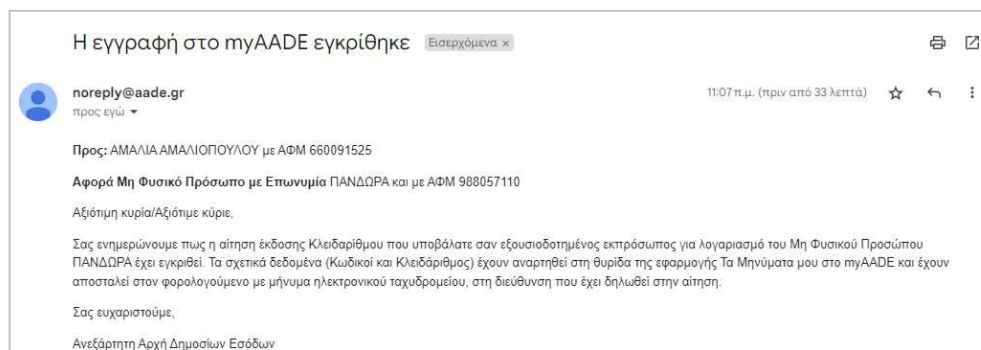 Η εγγραφή στο myAADE εγκρίθηκε Εισερχόμενα ×
noreply@aade.gr 11:07 π.μ. (πριν από 33 λεπτά)
προς εγώ
Προς: ΑΜΑΛΙΑ ΑΜΑΛΙΟΠΟΥΛΟΥ με ΑΦΜ 660091525
Αφορά Μη Φυσικό Πρόσωπο με Επωνυμία ΠΑΝΔΩΡΑ και με ΑΦΜ 988057110
Αξιότιμη κυρία/Αξιότιμε κύριε,
Σας ενημερώνουμε πως η αίτηση έκδοσης Κλειδαρίθμου που υποβάλατε σαν εξουσιοδοτημένος εκπρόσωπος για λογαριασμό του Μη Φυσικού Προσώπου
ΠΑΝΔΩΡΑ έχει εγκριθεί. Τα σχετικά δεδομένα (Κωδικοί και Κλειδάριθμος) έχουν αναρτηθεί στη θυρίδα της εφαρμογής Τα Μηνύματα μου στο myAADE και έχουν
αποσταλεί στον φορολογούμενο με μήνυμα ηλεκτρονικού ταχυδρομείου, στη διεύθυνση που έχει δηλωθεί στην αίτηση.
Σας ευχαριστούμε,
Ανεξάρτητη Αρχή Δημοσίων Εσόδων